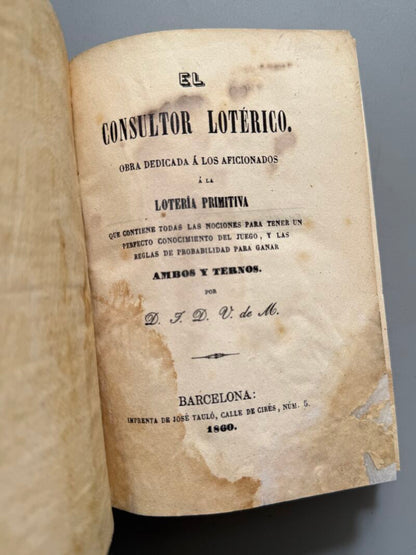 EL
CONSULTOR LOTÉRICO.
OBRA DEDICADA Á LOS AFICIONADOS
Á LA
LOTERÍA PRIMITIVA
QUE CONTIENE TODAS LAS NOCIONES PARA TENER UN
PERFECTO CONOCIMIENTO DEL JUEGO, Y LAS
REGLAS DE PROBABILIDAD PARA GANAR
AMBOS Y TERNOS.
POR
D. J. D. V. de M.
BARCELONA:
IMPRENTA DE JOSÉ TAULÓ, CALLE DE CIRÉS, NÚM. 5.
1860.